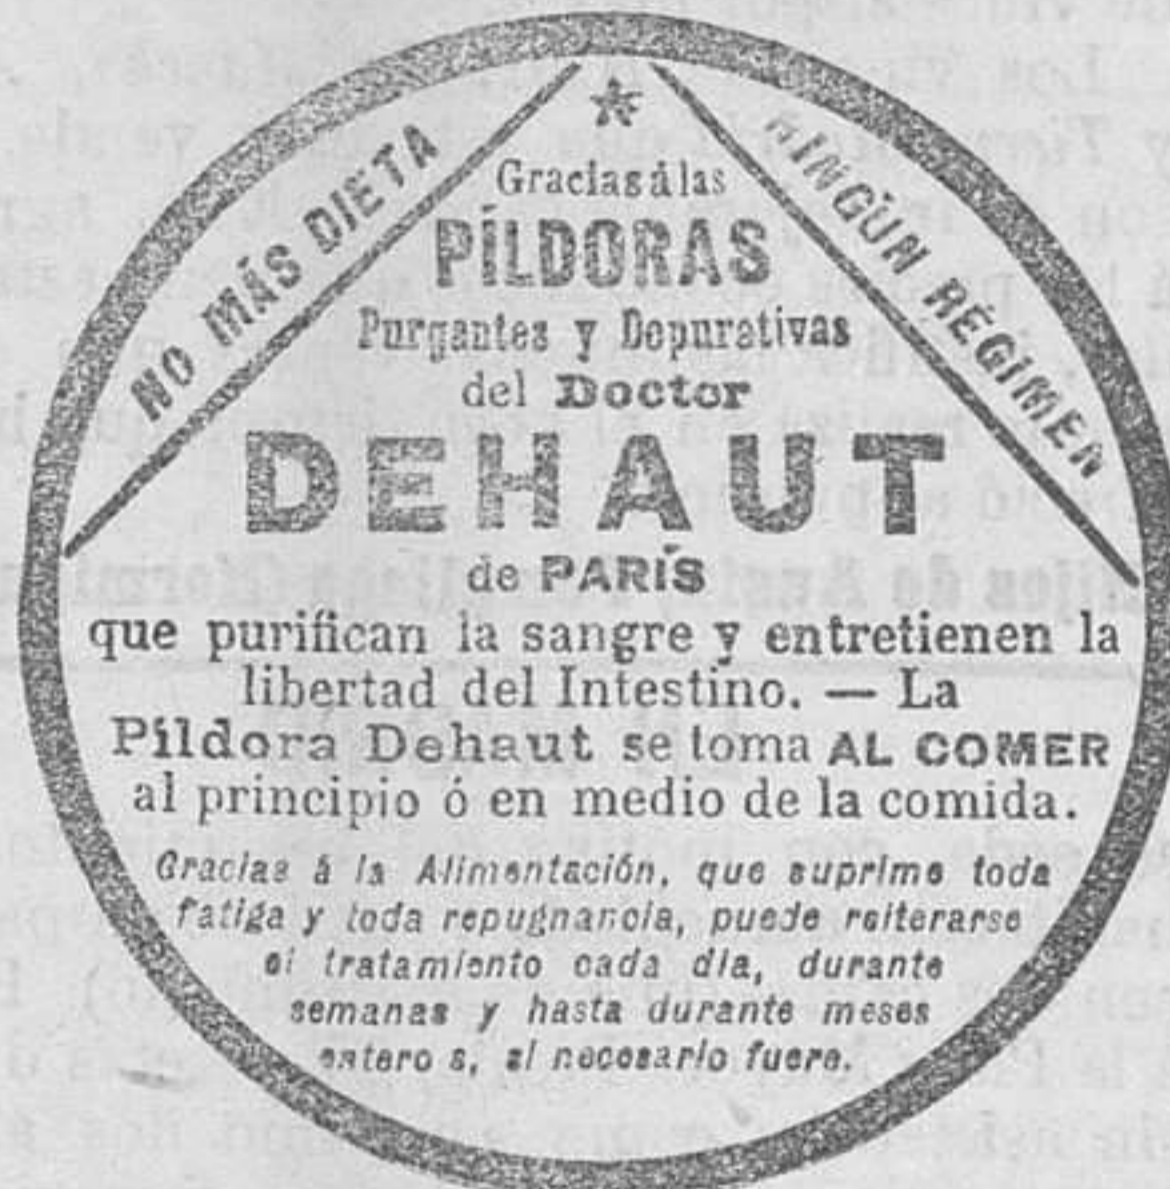 NO MÁS DIETA
NINGÚN RÉGIMEN
Gracias á las
PÍLDORAS
Purgantes y Depurativas
del Doctor
DEHAUT
de PARÍS
que purifican la sangre y entretienen la
libertad del Intestino. — La
Píldora Dehaut se toma AL COMER
al principio ó en medio de la comida.
Gracias á la Alimentación, que suprime toda
fatiga y toda repugnancia, puede reiterarse
el tratamiento cada dia, durante
semanas y hasta durante meses
entero s, si necesario fuere.